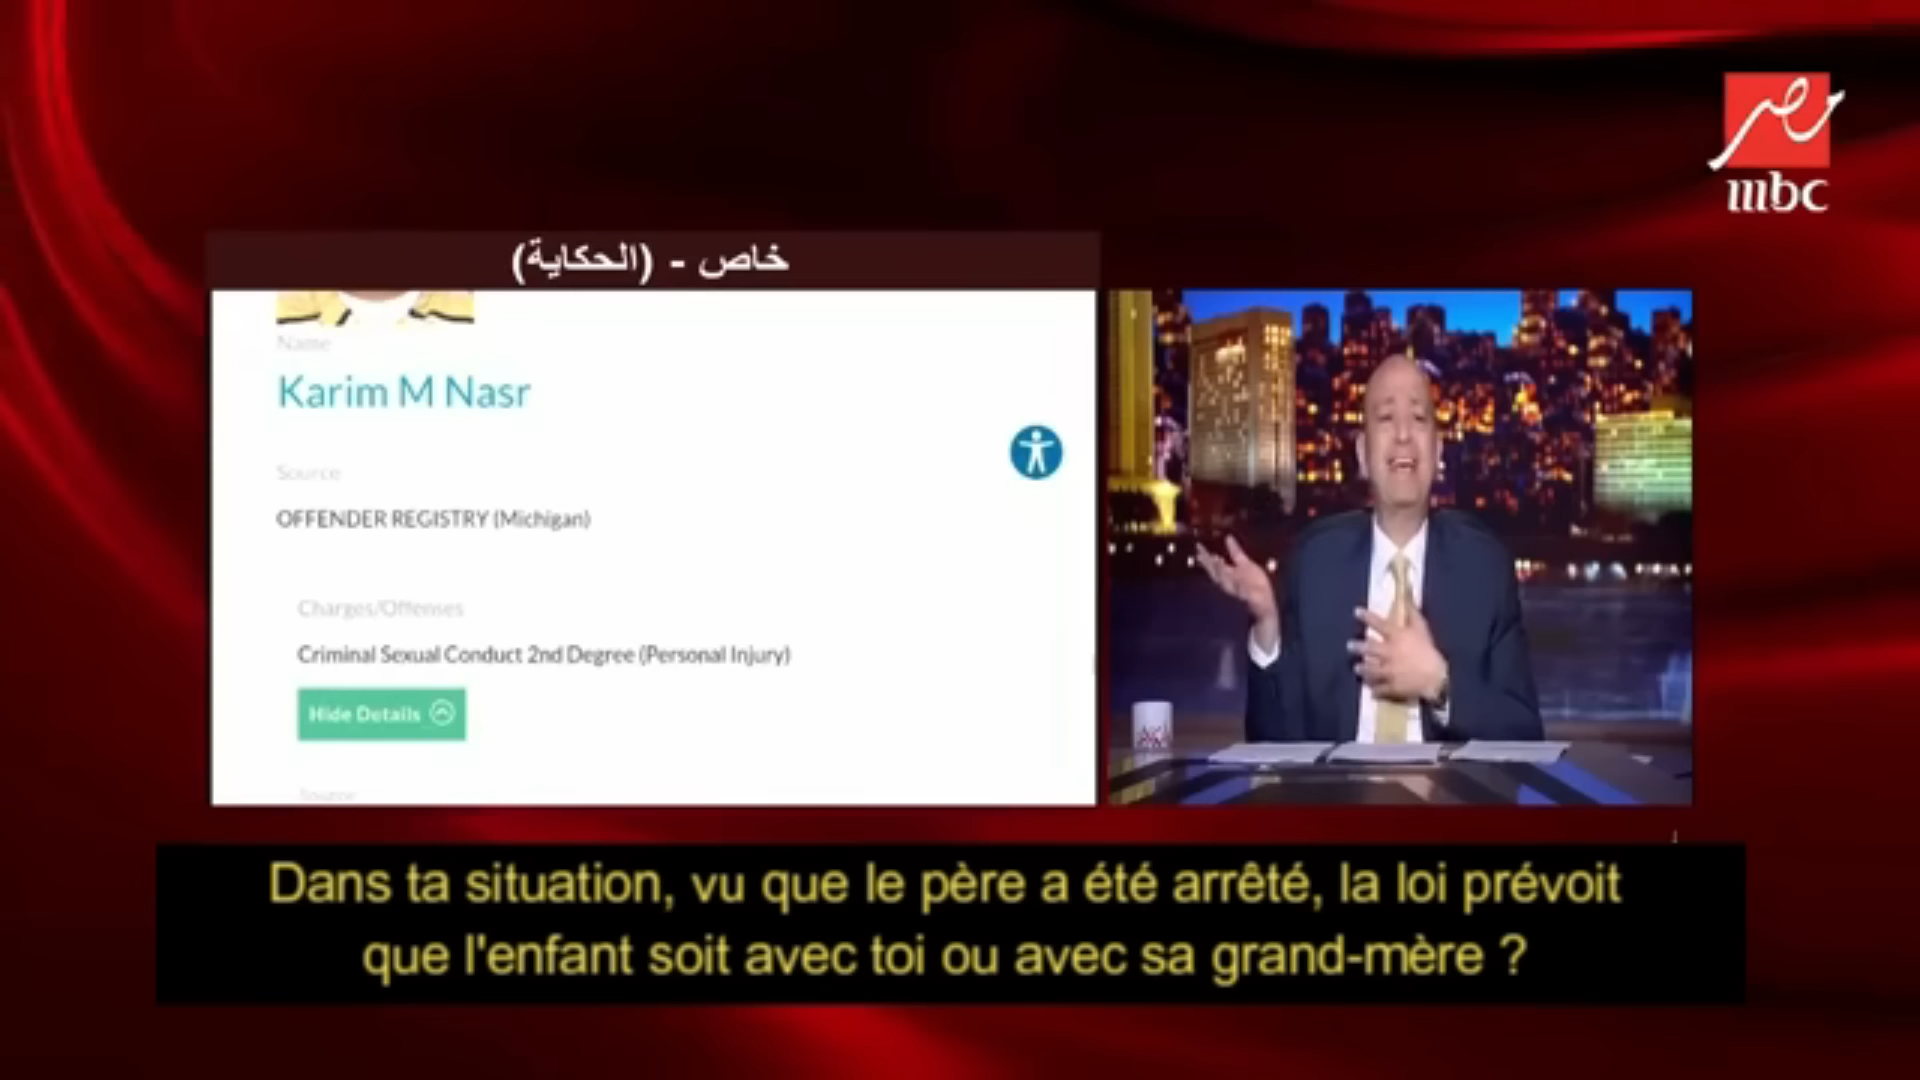 مصر
mbc
خاص - (الحكاية)
Name
Karim M Nasr
Source
OFFENDER REGISTRY (Michigan)
Charges/Offenses
Criminal Sexual Conduct 2nd Degree (Personal Injury)
Hide Details
Source
Dans ta situation, vu que le père a été arrêté, la loi prévoit
que l'enfant soit avec toi ou avec sa grand-mère ?